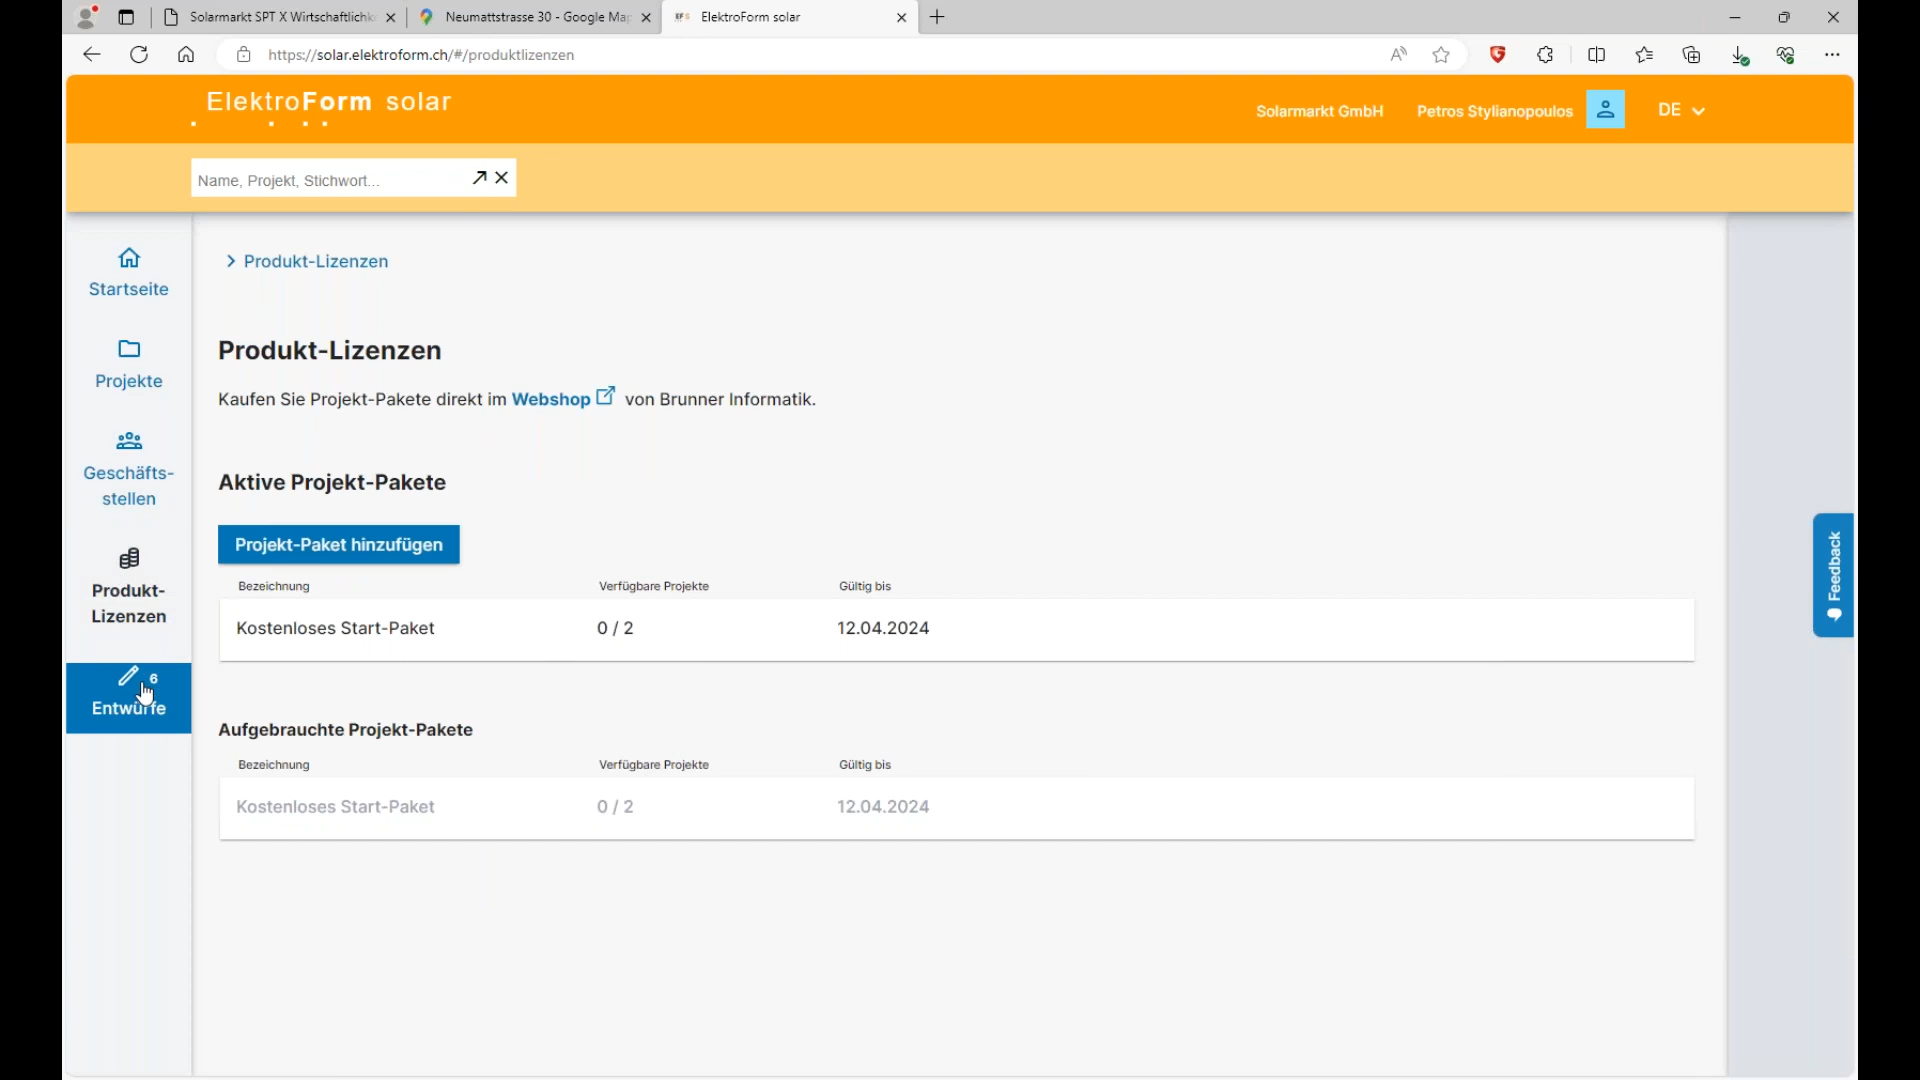 Solarmarkt SPT X Wirtschaftlichk
Neumattstrasse 30 - Google Ma
EF S ElektroForm solar
https://solar.elektroform.ch/#/produktlizenzen
ElektroForm solar
Solarmarkt GmbH
Petros Stylianopoulos
DE
Name, Projekt, Stichwort...
Startseite
Projekte
Geschäfts-
stellen
Produkt-
Lizenzen
6
Entwürfe
Produkt-Lizenzen
Produkt-Lizenzen
Kaufen Sie Projekt-Pakete direkt im Webshop von Brunner Informatik.
Aktive Projekt-Pakete
Projekt-Paket hinzufügen
Bezeichnung Verfügbare Projekte Gültig bis
Kostenloses Start-Paket 0 / 2 12.04.2024
Aufgebrauchte Projekt-Pakete
Bezeichnung Verfügbare Projekte Gültig bis
Kostenloses Start-Paket 0 / 2 12.04.2024
Feedback